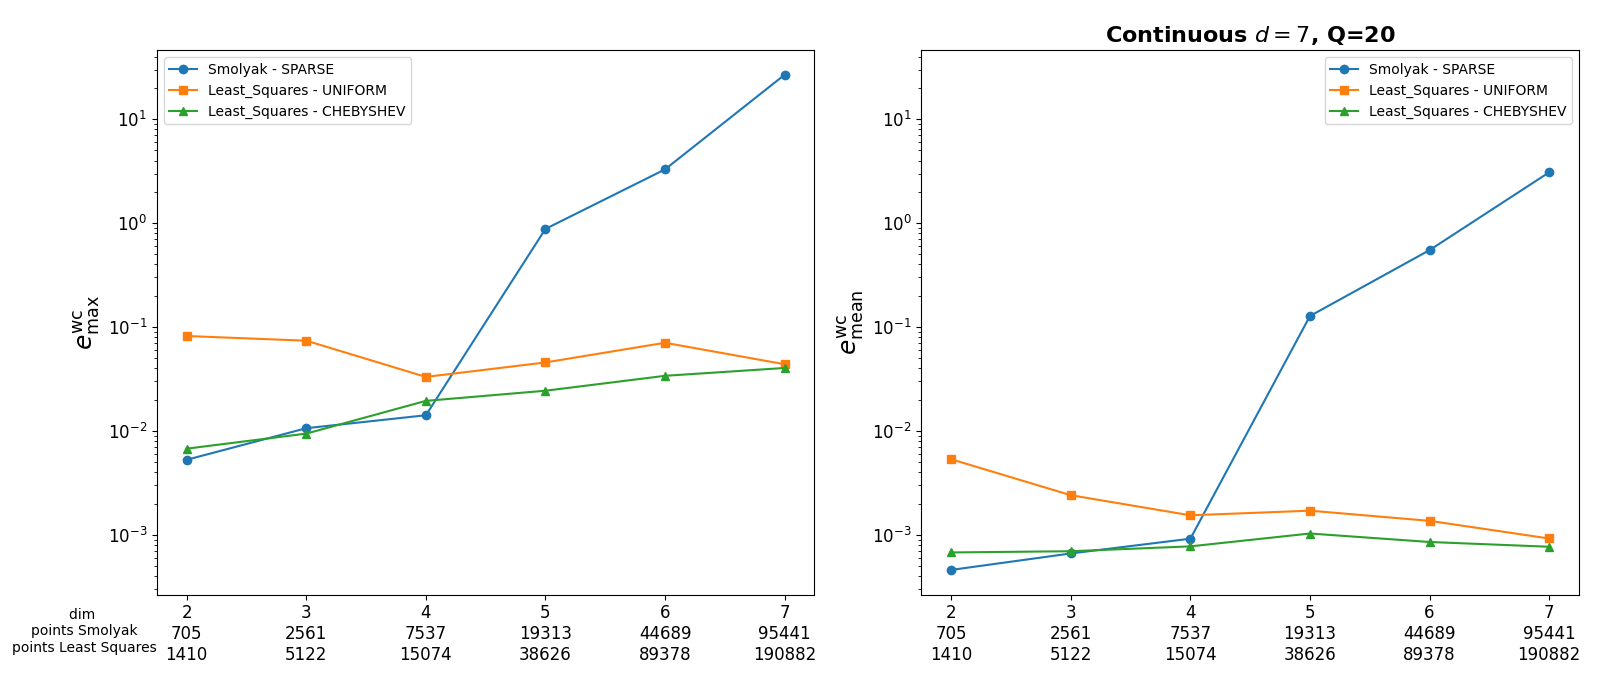 Continuous d = 7, Q=20
Smolyak - SPARSE
Least_Squares - UNIFORM
Least_Squares - CHEBYSHEV
10^1
10^0
10^-1
10^-2
10^-3
e^wc_max
dim 2 3 4 5 6 7
points Smolyak 705 2561 7537 19313 44689 95441
points Least Squares 1410 5122 15074 38626 89378 190882
Smolyak - SPARSE
Least_Squares - UNIFORM
Least_Squares - CHEBYSHEV
10^1
10^0
10^-1
10^-2
10^-3
e^wc_mean
2 3 4 5 6 7
705 2561 7537 19313 44689 95441
1410 5122 15074 38626 89378 190882